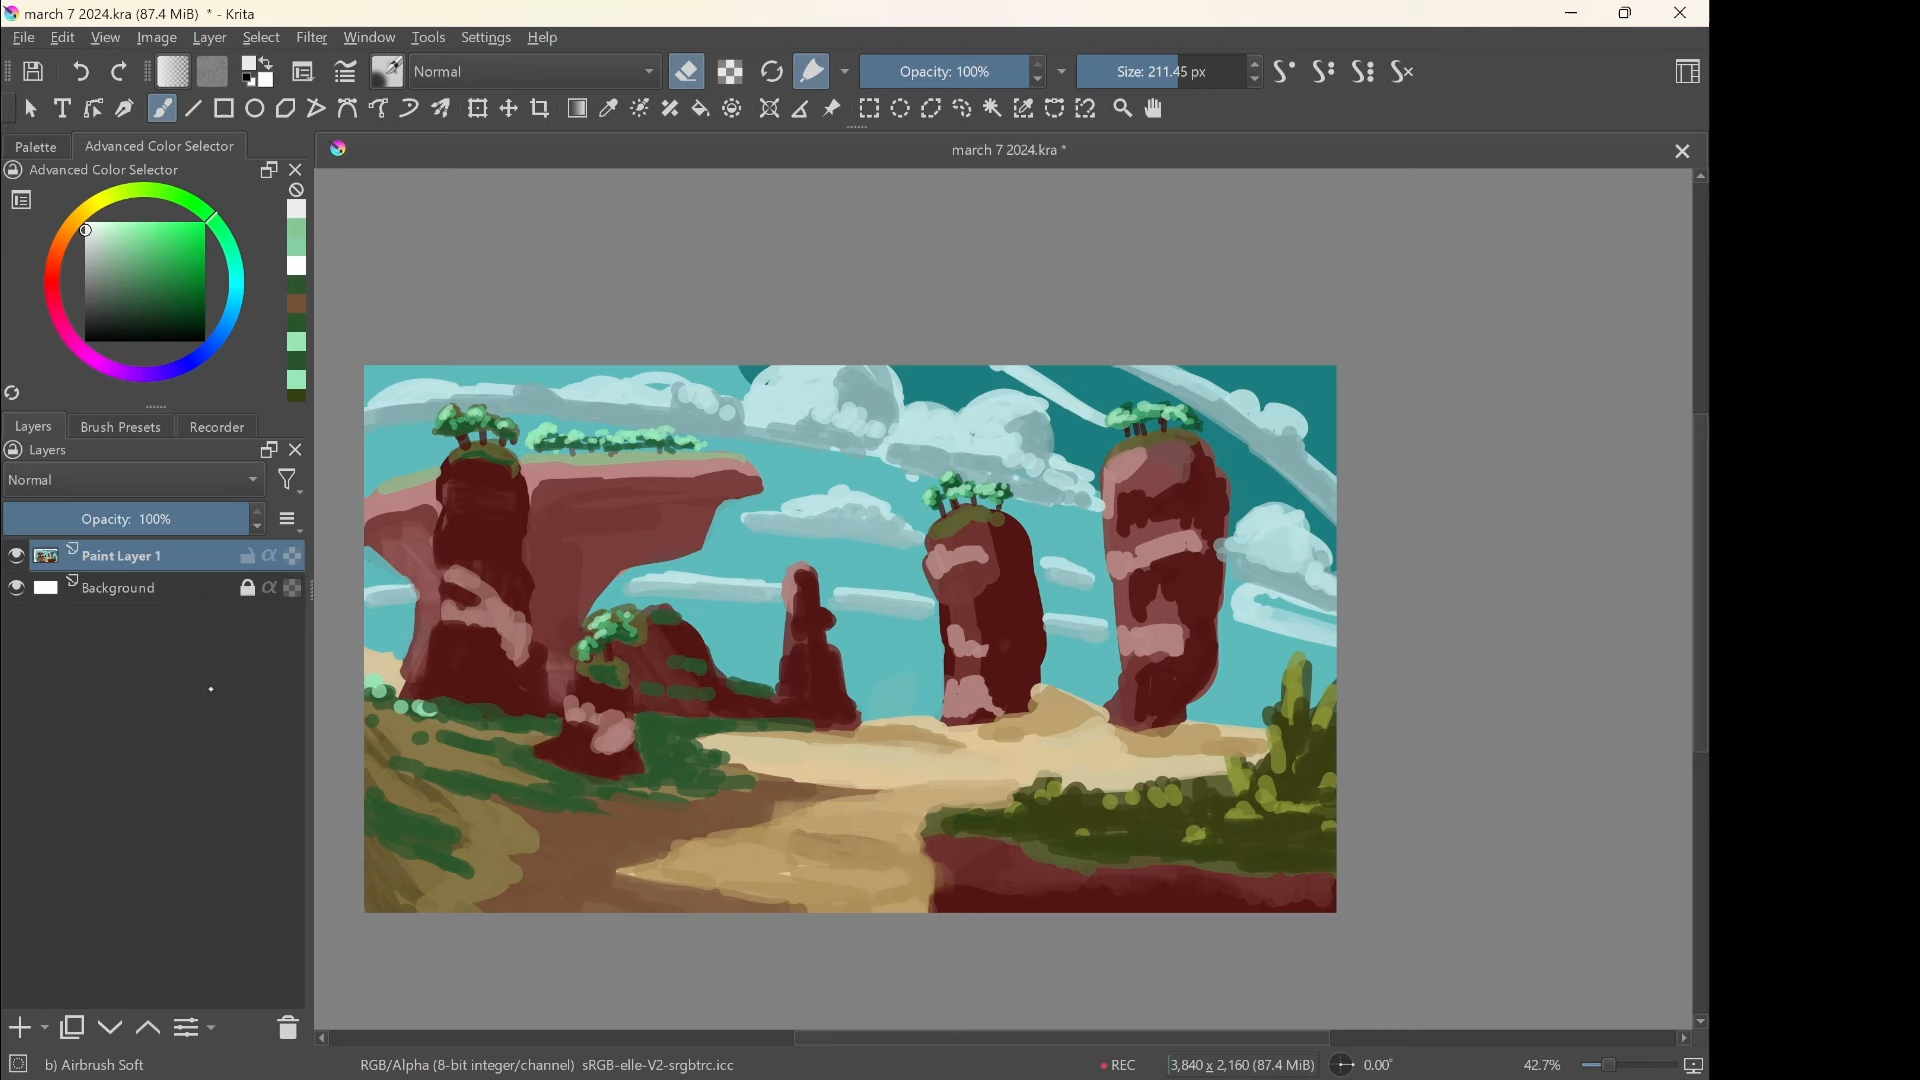 march 7 2024.kra (87.4 MiB) * - Krita
File Edit View Image Layer Select Filter Window Tools Settings Help
Normal Opacity: 100% Size: 211.45 px
Palette Advanced Color Selector
march 7 2024.kra *
Advanced Color Selector
Layers Brush Presets Recorder
Layers
Normal
Opacity: 100%
Paint Layer 1
Background
b) Airbrush Soft RGB/Alpha (8-bit integer/channel) sRGB-elle-V2-srgbtrc.icc REC 3,840 x 2,160 (87.4 MiB) 0.00° 42.7%